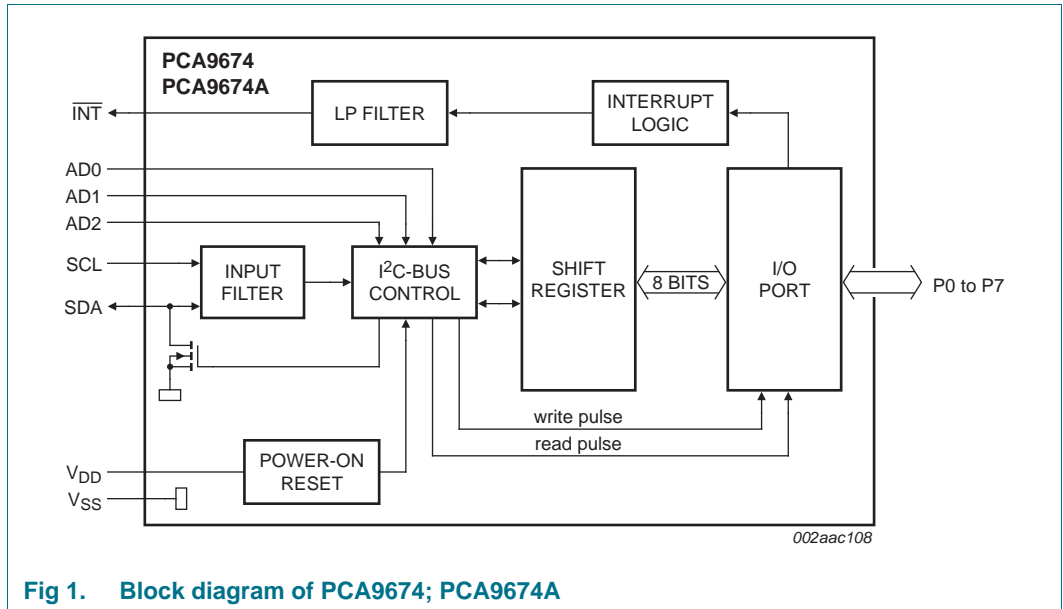 PCA9674
PCA9674A
INT
LP FILTER
INTERRUPT
LOGIC
AD0
AD1
AD2
SCL
SDA
INPUT
FILTER
I2C-BUS
CONTROL
SHIFT
REGISTER
8 BITS
I/O
PORT
P0 to P7
write pulse
read pulse
VDD
VSS
POWER-ON
RESET
002aac108
Fig 1. Block diagram of PCA9674; PCA9674A